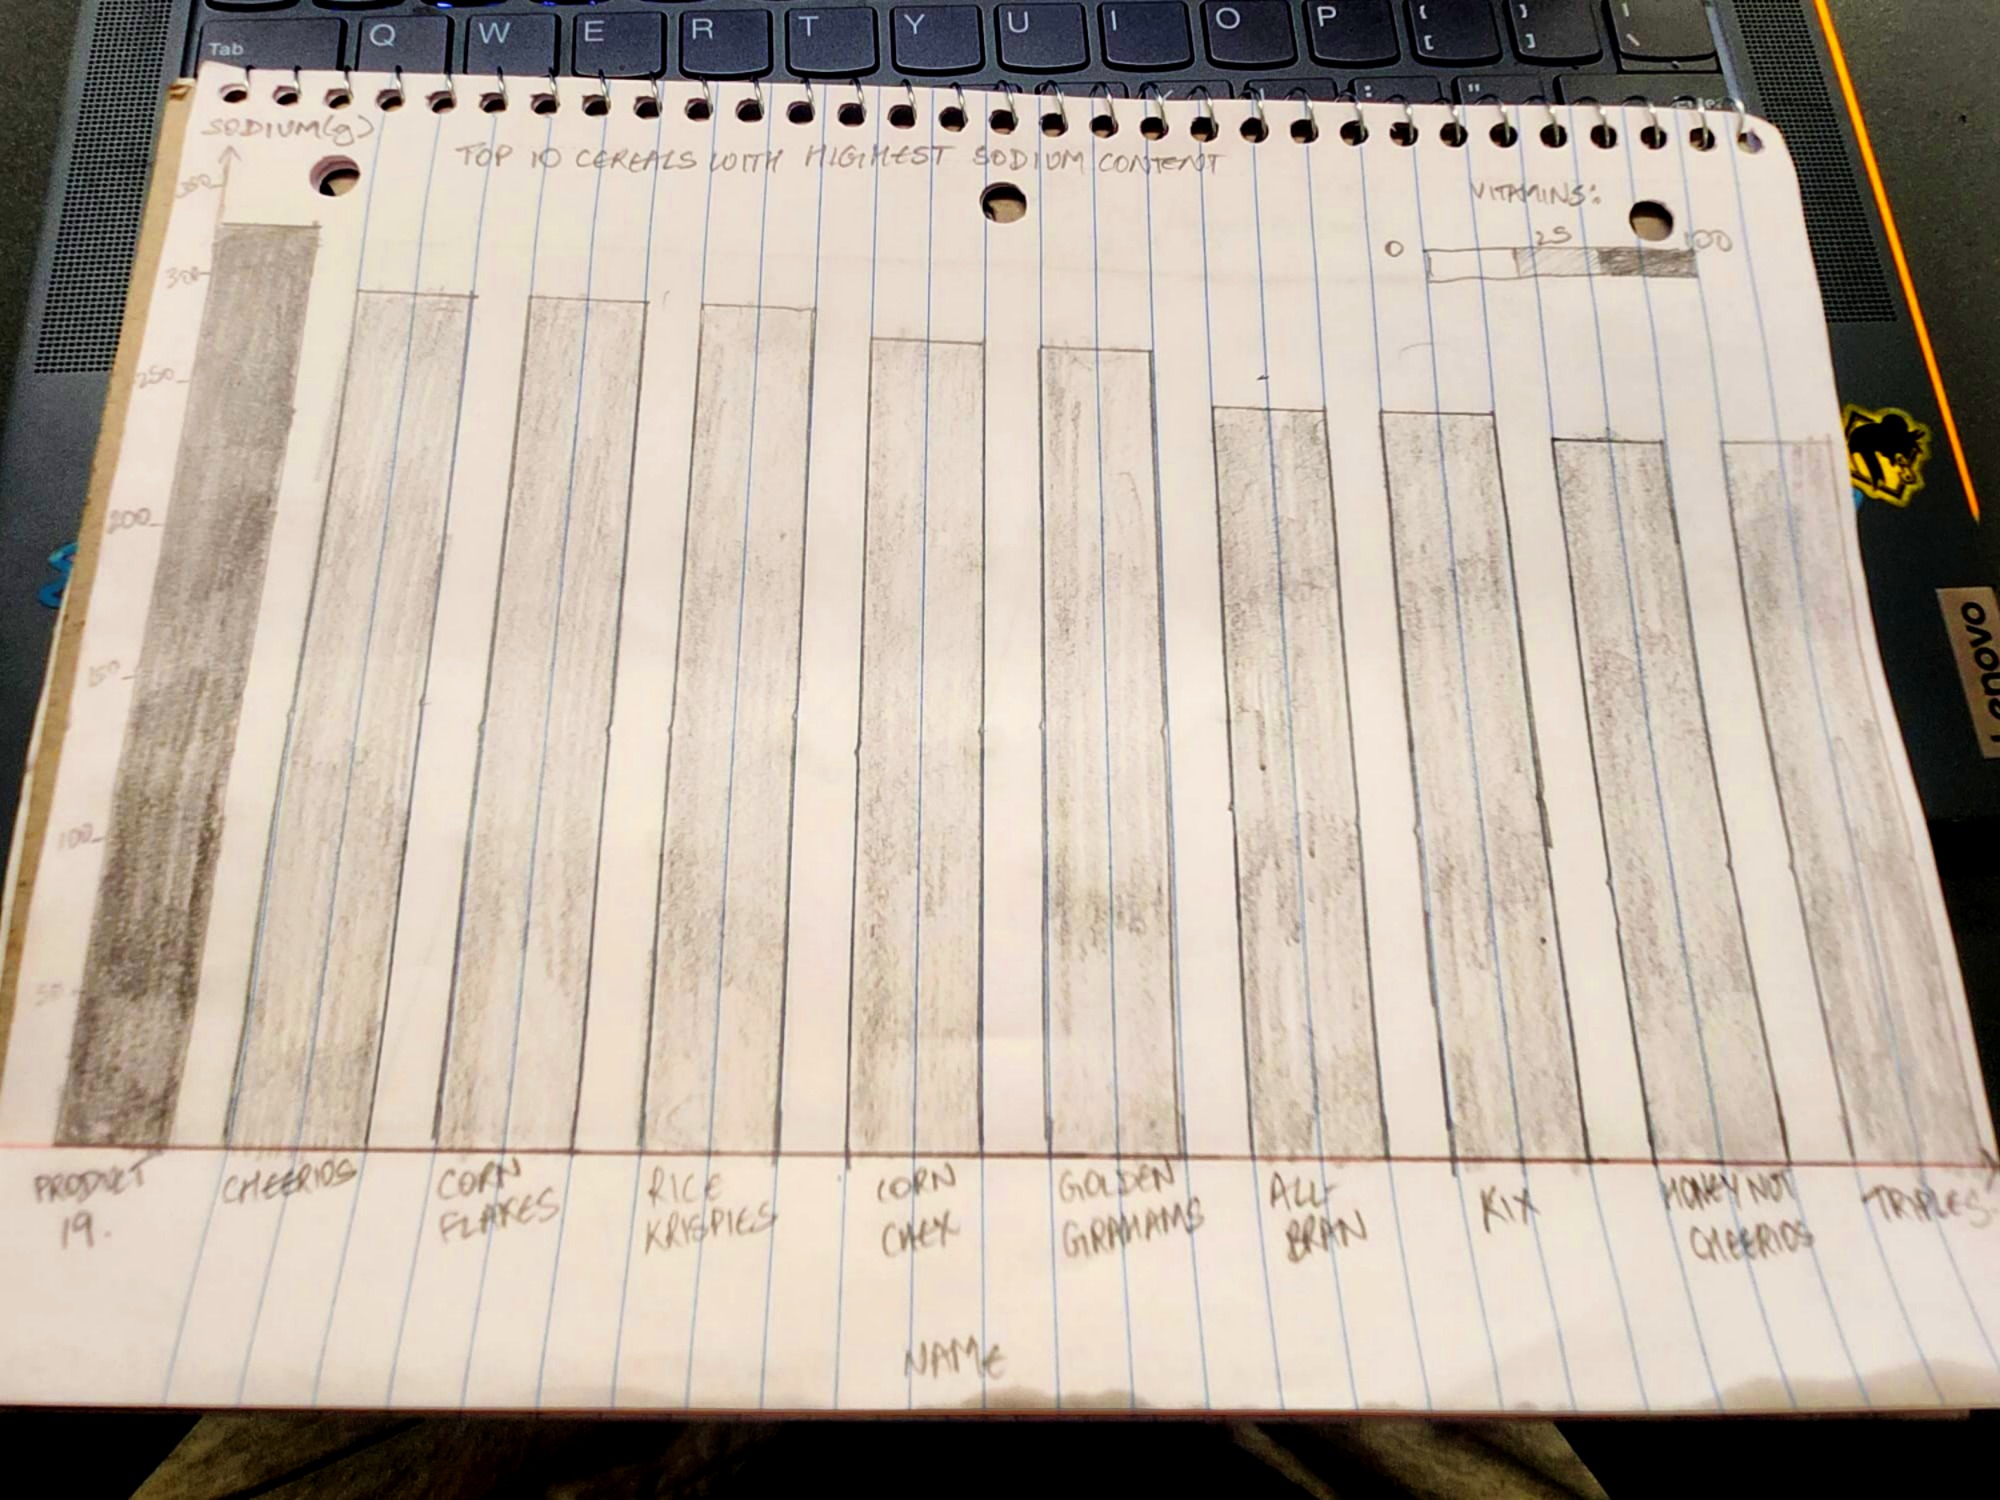 Tab Q W E R T Y U I O P { [ } ] | \
SODIUM(g)
TOP 10 CEREALS WITH HIGHEST SODIUM CONTENT
VITAMINS:
0 25 100
350
300
250
200
150
100
50
PRODUCT 19.
CHEERIOS
CORN FLAKES
RICE KRISPIES
CORN CHEX
GOLDEN GRAHAMS
ALL- BRAN
KIX
HONEY NUT CHEERIOS
TRIPLES
NAME
Lenovo